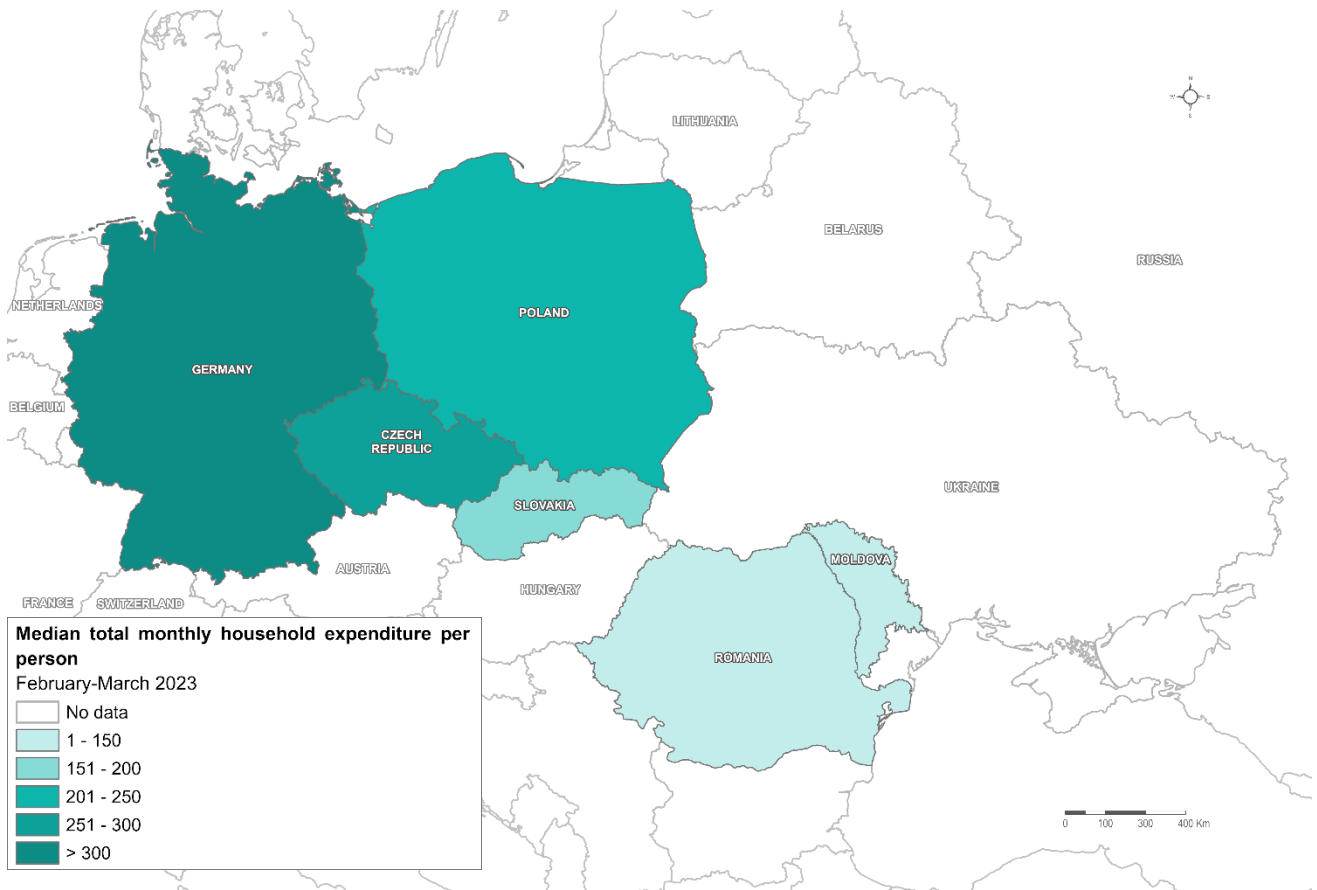 N
W E
S
LITHUANIA
BELARUS
RUSSIA
NETHERLANDS
POLAND
GERMANY
BELGIUM
CZECH
REPUBLIC
UKRAINE
SLOVAKIA
MOLDOVA
AUSTRIA
HUNGARY
FRANCE
SWITZERLAND
ROMANIA
Median total monthly household expenditure per
person
February-March 2023
No data
1 - 150
151 - 200
201 - 250
251 - 300
> 300
0 100 300 400 Km